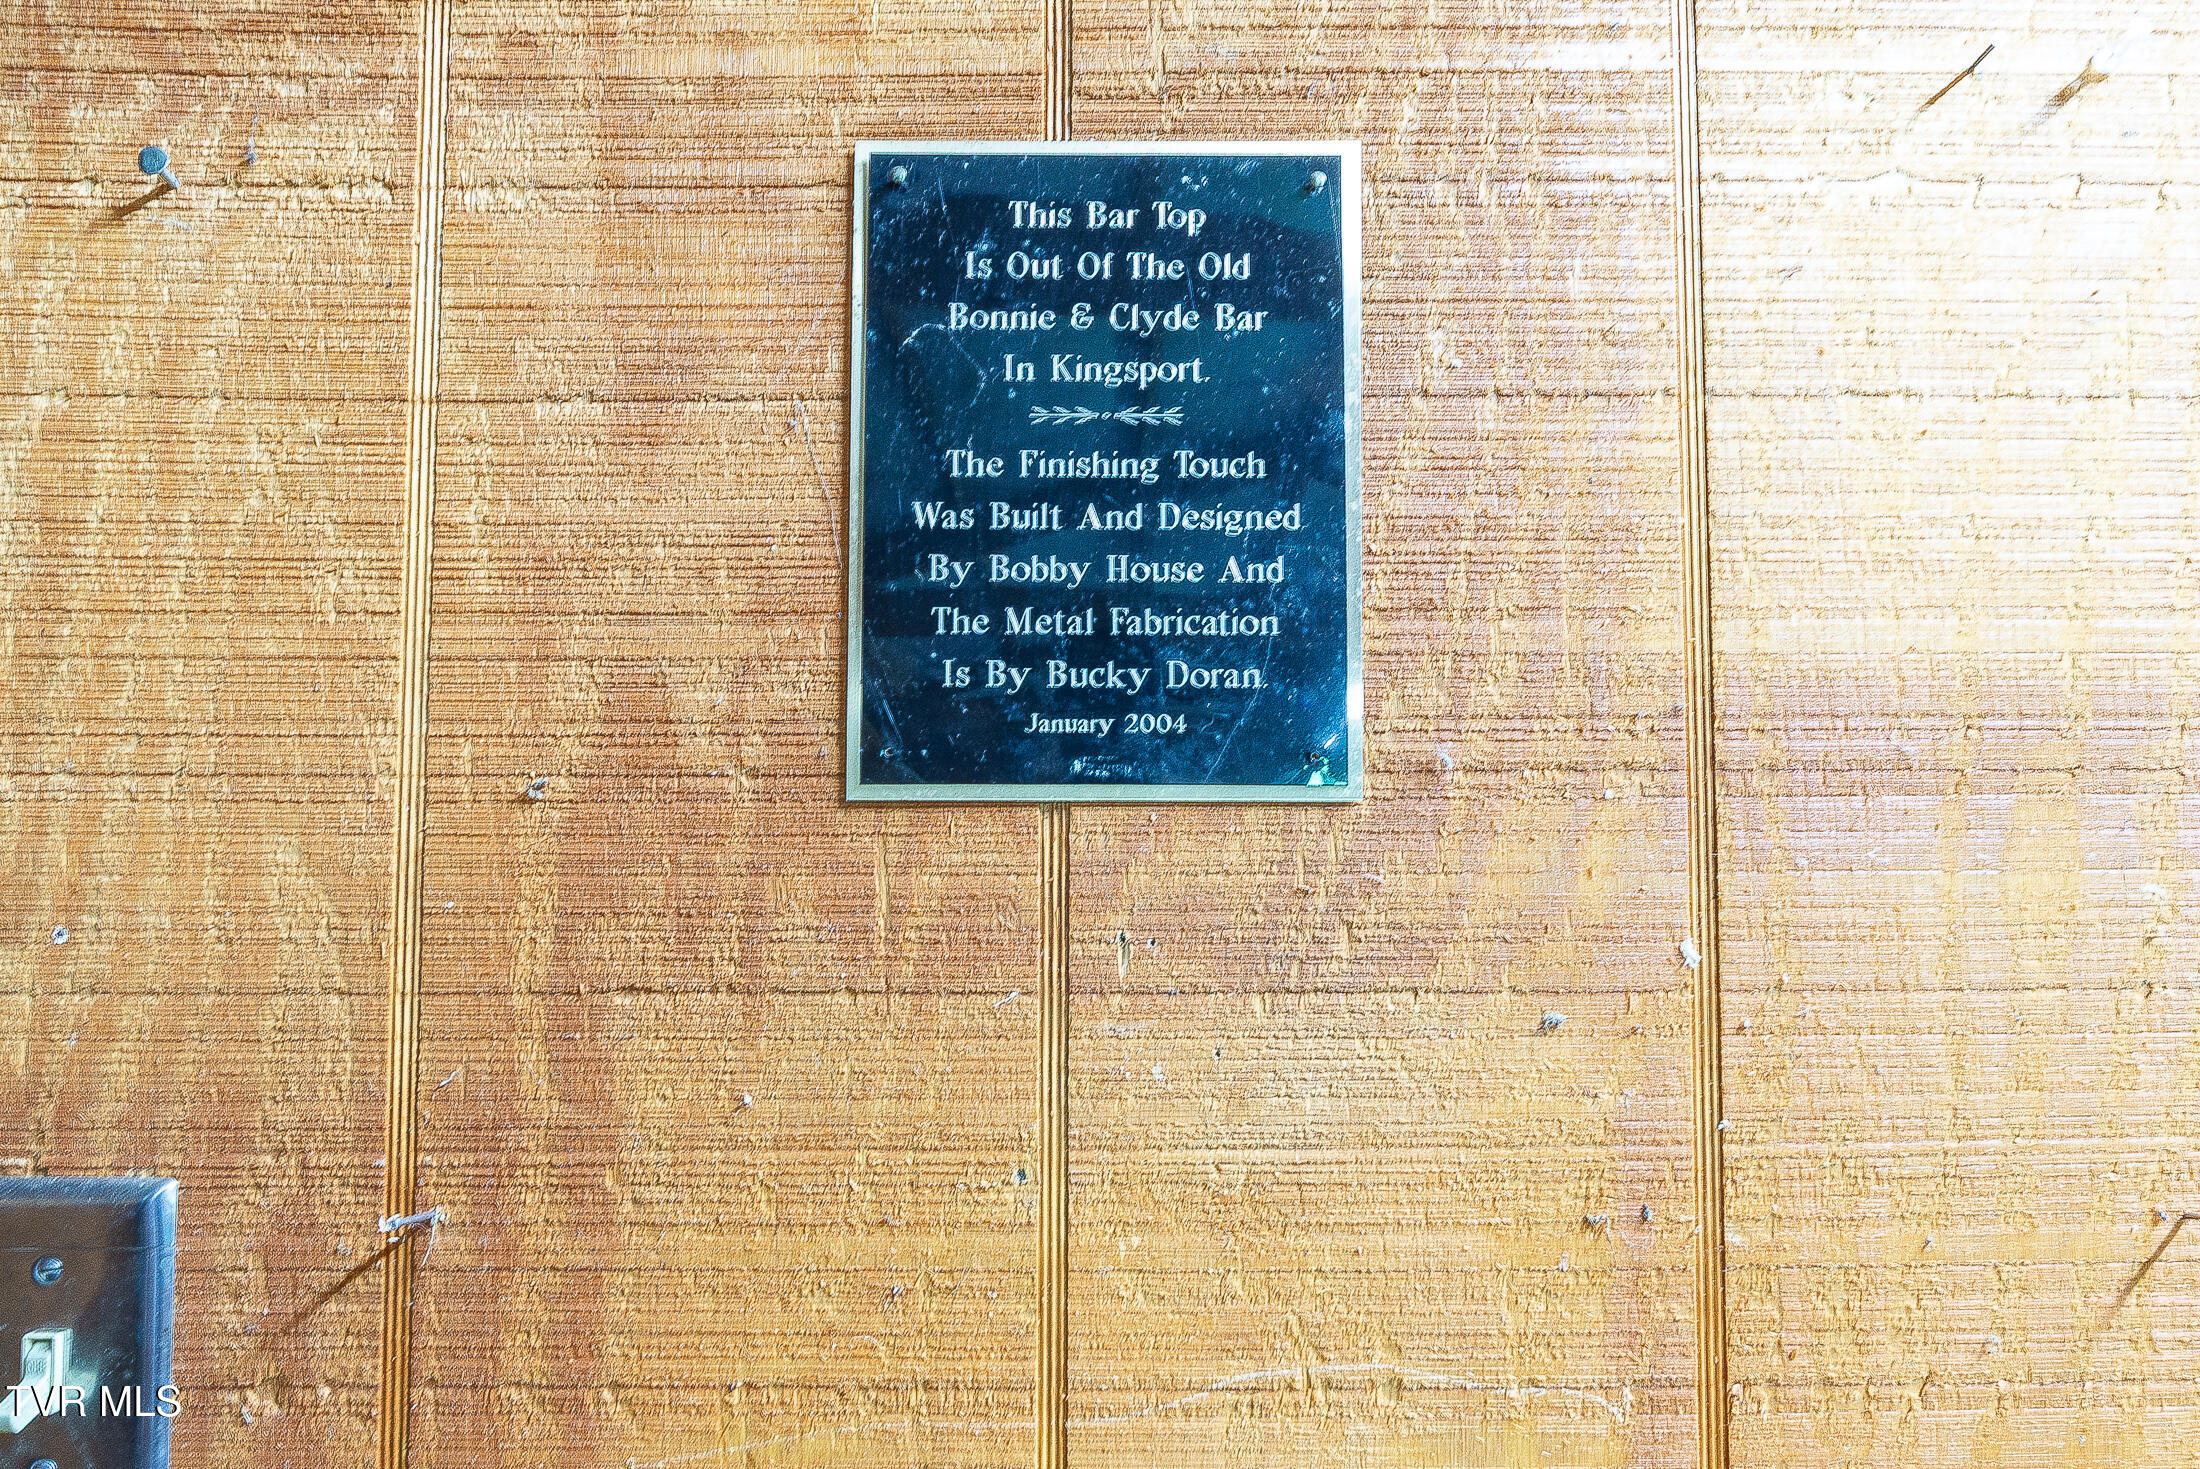 This Bar Top
Is Out Of The Old
Bonnie & Clyde Bar
In Kingsport.
The Finishing Touch
Was Built And Designed
By Bobby House And
The Metal Fabrication
Is By Bucky Doran.
January 2004
TVR MLS